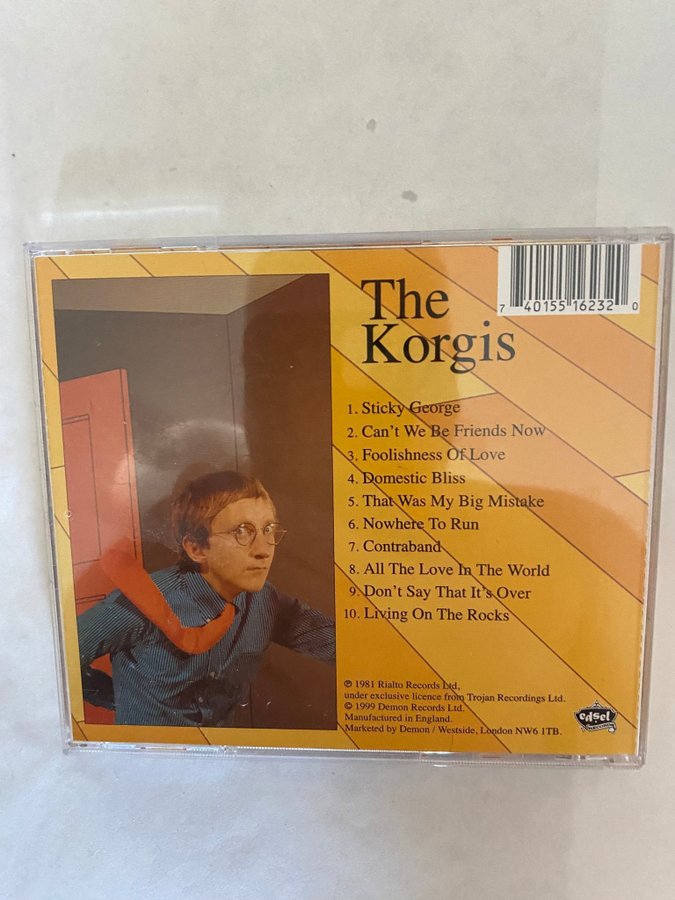 7 40155 16232 0
The
Korgis
1. Sticky George
2. Can't We Be Friends Now
3. Foolishness Of Love
4. Domestic Bliss
5. That Was My Big Mistake
6. Nowhere To Run
7. Contraband
8. All The Love In The World
9. Don't Say That It's Over
10. Living On The Rocks
℗ 1981 Rialto Records Ltd,
under exclusive licence from Trojan Recordings Ltd.
© 1999 Demon Records Ltd.
Manufactured in England.
Marketed by Demon / Westside, London NW6 1TB.
edsel